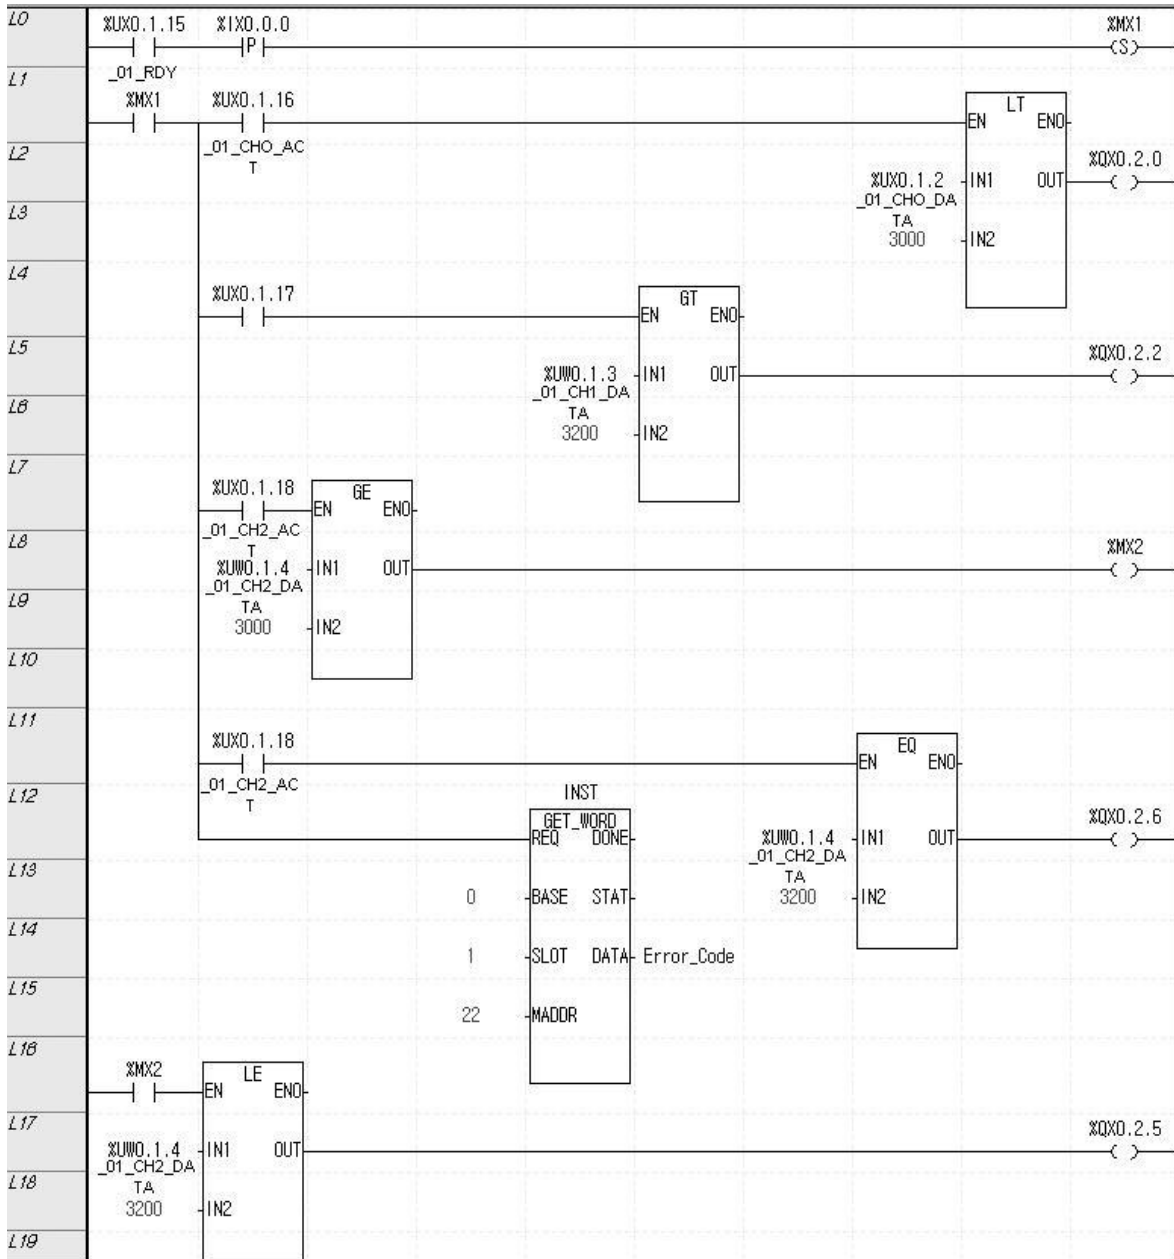 L0
%UX0.1.15 %IX0.0.0 %MX1
P (S)
_01_RDY
L1
%MX1 %UX0.1.16 LT
EN ENO
L2
_01_CH0_AC
T
%QX0.2.0
%UX0.1.2 IN1 OUT
_01_CH0_DA
TA
L3
3000 IN2
L4
%UX0.1.17 GT
EN ENO
L5
%QX0.2.2
%UW0.1.3 IN1 OUT
_01_CH1_DA
TA
L6
3200 IN2
L7
%UX0.1.18 GE
EN ENO
_01_CH2_AC
T
L8
%MX2
%UW0.1.4 IN1 OUT
_01_CH2_DA
TA
L9
3000 IN2
L10
L11
%UX0.1.18 EQ
EN ENO
_01_CH2_AC
T
L12
INST
GET_WORD
%QX0.2.6
REQ DONE
%UW0.1.4 IN1 OUT
_01_CH2_DA
TA
L13
0 BASE STAT
3200 IN2
L14
1 SLOT DATA Error_Code
L15
22 MADDR
L16
%MX2 LE
EN ENO
L17
%QX0.2.5
%UW0.1.4 IN1 OUT
_01_CH2_DA
TA
L18
3200 IN2
L19